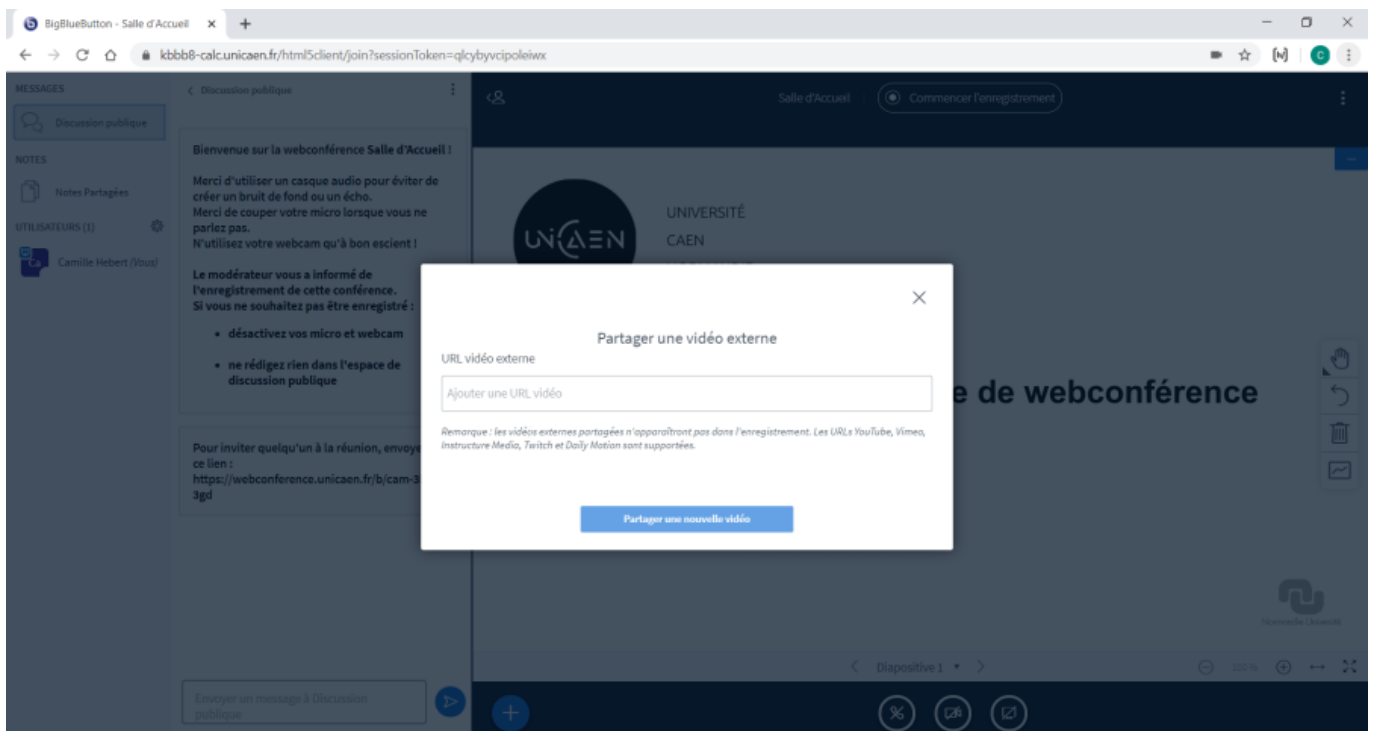 BigBlueButton - Salle d'Accueil
kbbb8-calc.unicaen.fr/html5client/join?sessionToken=qlcybyvcipoleiwx
C
MESSAGES
Discussion publique
NOTES
Notes Partagées
UTILISATEURS (1)
Ca
Camille Hebert (Vous)
Discussion publique
Bienvenue sur la webconférence Salle d'Accueil !
Merci d'utiliser un casque audio pour éviter de
créer un bruit de fond ou un écho.
Merci de couper votre micro lorsque vous ne
parlez pas.
N'utilisez votre webcam qu'à bon escient !
Le modérateur vous a informé de
l'enregistrement de cette conférence.
Si vous ne souhaitez pas être enregistré :
• désactivez vos micro et webcam
• ne rédigez rien dans l'espace de
discussion publique
Pour inviter quelqu'un à la réunion, envoye
ce lien :
https://webconference.unicaen.fr/b/cam-3
3gd
Envoyer un message à Discussion
publique
Salle d'Accueil
Commencer l'enregistrement
UNICAEN
UNIVERSITÉ
CAEN
e de webconférence
Partager une vidéo externe
URL vidéo externe
Ajouter une URL vidéo
Remarque : les vidéos externes partagées n'apparaîtront pas dans l'enregistrement. Les URLs YouTube, Vimeo,
Instructure Media, Twitch et Daily Motion sont supportées.
Partager une nouvelle vidéo
Normandie Université
Diapositive 1
100 %